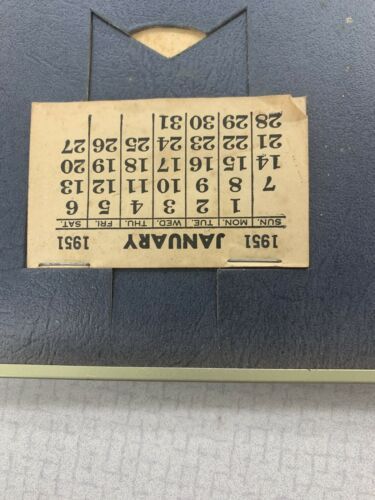 1951 JANUARY 1951
SUN. MON. TUE. WED. THU. FRI. SAT.
1 2 3 4 5 6
7 8 9 10 11 12 13
14 15 16 17 18 19 20
21 22 23 24 25 26 27
28 29 30 31